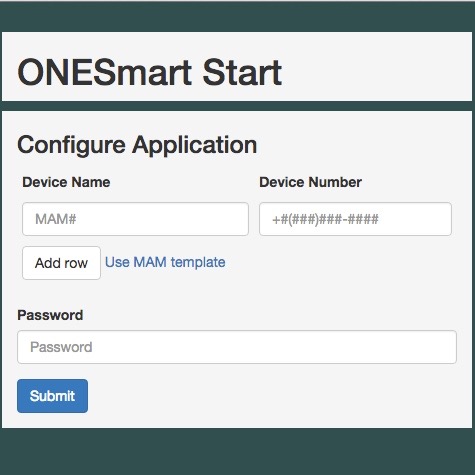 ONESmart Start
Configure Application
Device Name Device Number
MAM# +#(###)###-####
Add row Use MAM template
Password
Password
Submit